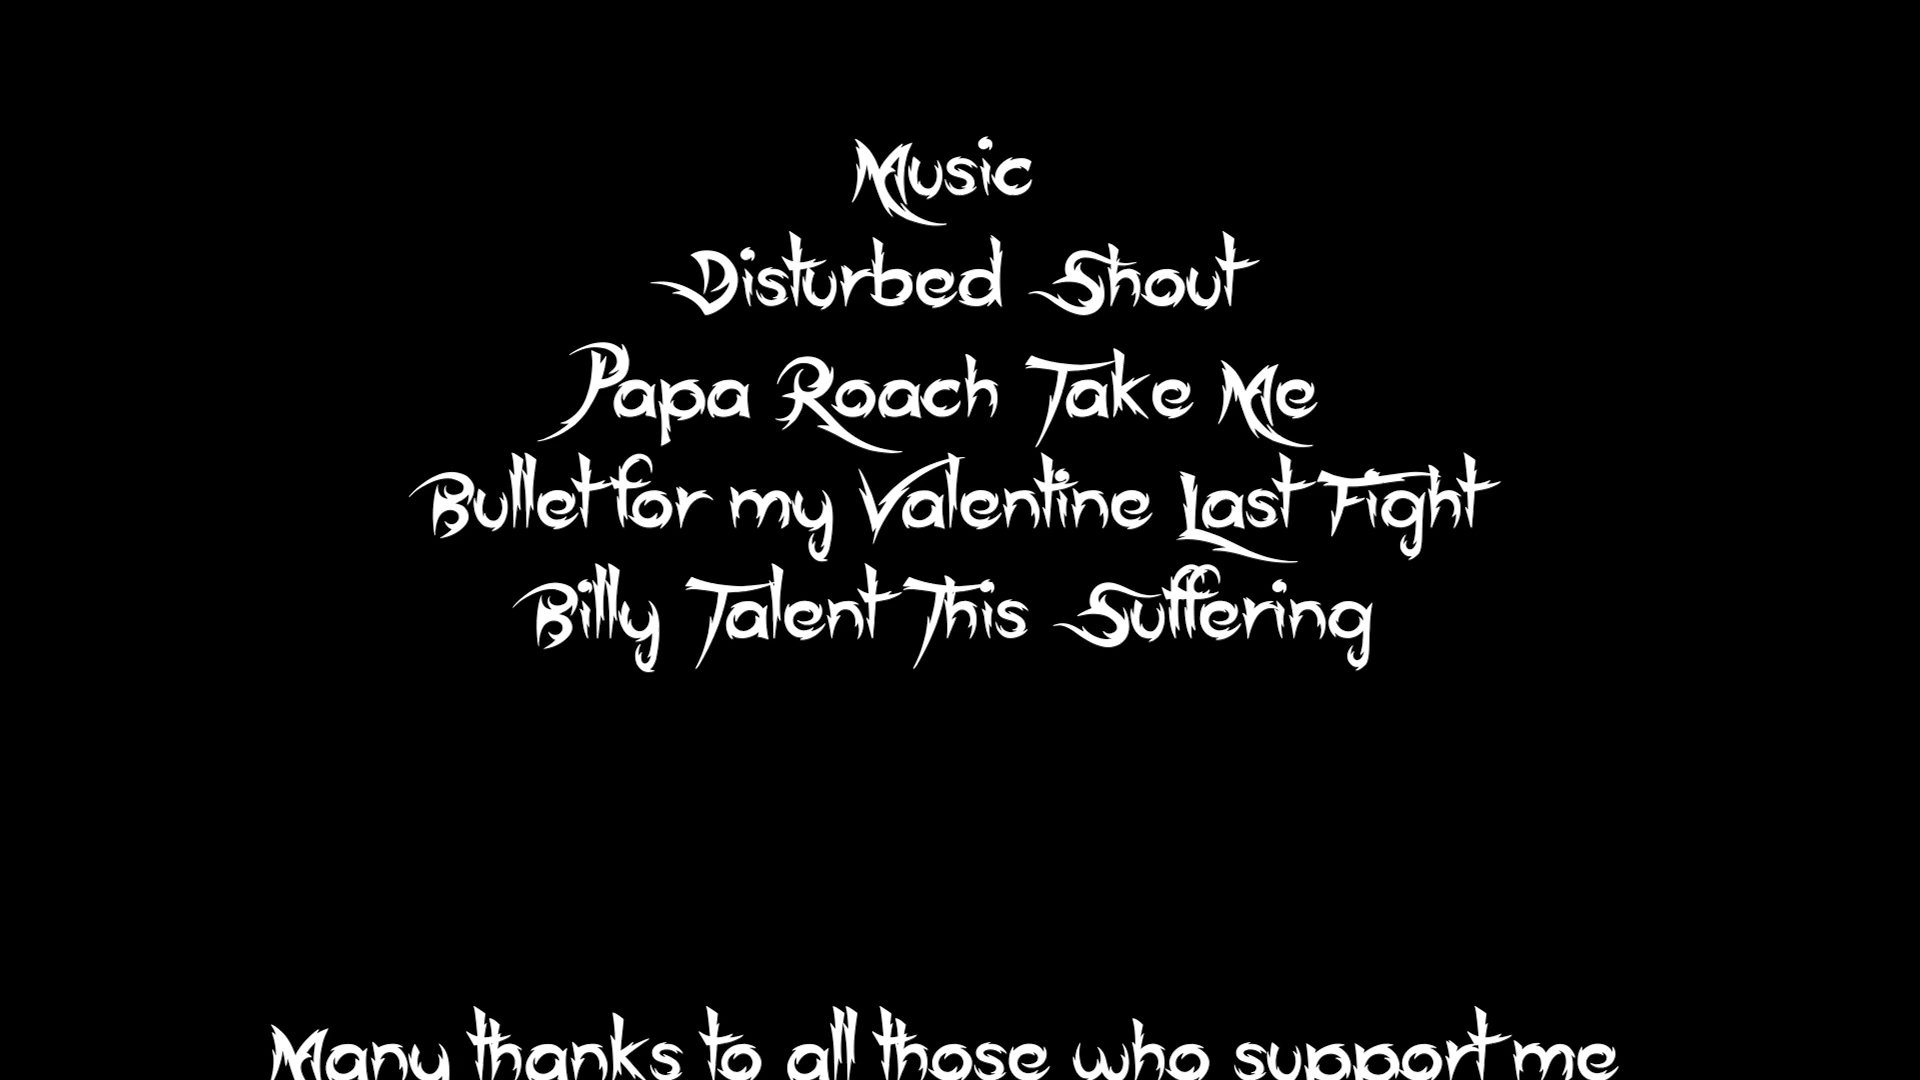 Music
Disturbed Shout
Papa Roach Take Me
Bullet for my Valentine Last Fight
Billy Talent This Suffering
Many thanks to all those who support me